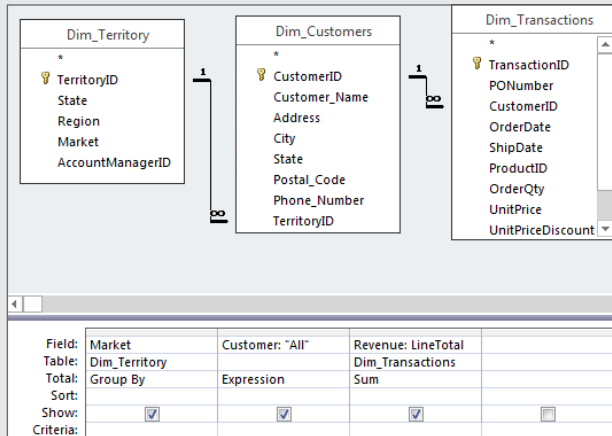 Dim_Territory
*
TerritoryID
State
Region
Market
AccountManagerID
1
∞
Dim_Customers
*
CustomerID
Customer_Name
Address
City
State
Postal_Code
Phone_Number
TerritoryID
1
∞
Dim_Transactions
*
TransactionID
PONumber
CustomerID
OrderDate
ShipDate
ProductID
OrderQty
UnitPrice
UnitPriceDiscount
Field: Market Customer: "All" Revenue: LineTotal
Table: Dim_Territory Dim_Transactions
Total: Group By Expression Sum
Sort:
Show:
Criteria: